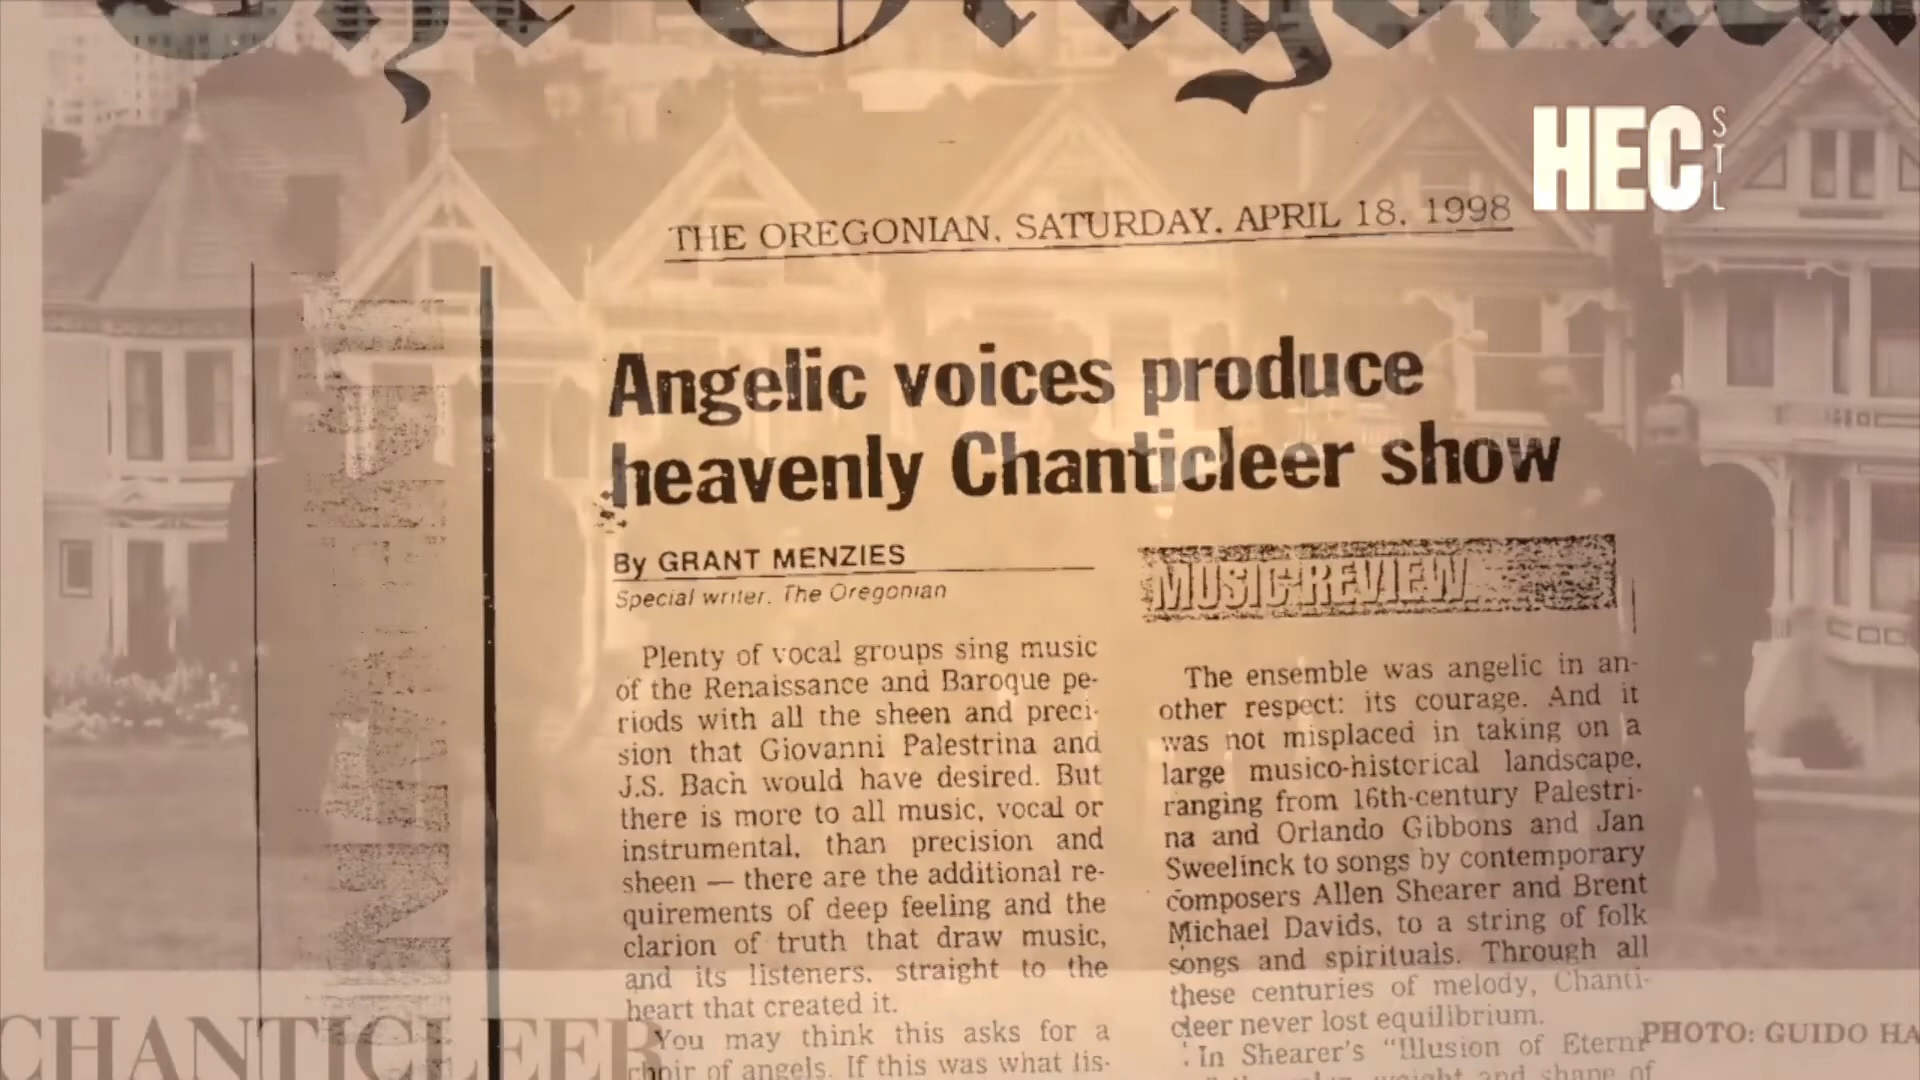 The Oregonian
HEC
STL
THE OREGONIAN, SATURDAY, APRIL 18, 1998
Angelic voices produce
heavenly Chanticleer show
By GRANT MENZIES
Special writer, The Oregonian
MUSIC REVIEW
Plenty of vocal groups sing music
of the Renaissance and Baroque pe-
riods with all the sheen and preci-
sion that Giovanni Palestrina and
J.S. Bach would have desired. But
there is more to all music, vocal or
instrumental, than precision and
sheen — there are the additional re-
quirements of deep feeling and the
clarion of truth that draw music,
and its listeners, straight to the
heart that created it.
You may think this asks for a
choir of angels. If this was what lis-
The ensemble was angelic in an-
other respect: its courage. And it
was not misplaced in taking on a
large musico-historical landscape,
ranging from 16th-century Palestri-
na and Orlando Gibbons and Jan
Sweelinck to songs by contemporary
composers Allen Shearer and Brent
Michael Davids, to a string of folk
songs and spirituals. Through all
these centuries of melody, Chanti-
cleer never lost equilibrium.
In Shearer's "Illusion of Eterni-
weight and shape of
CHANTICLEER
PHOTO: GUIDO HA